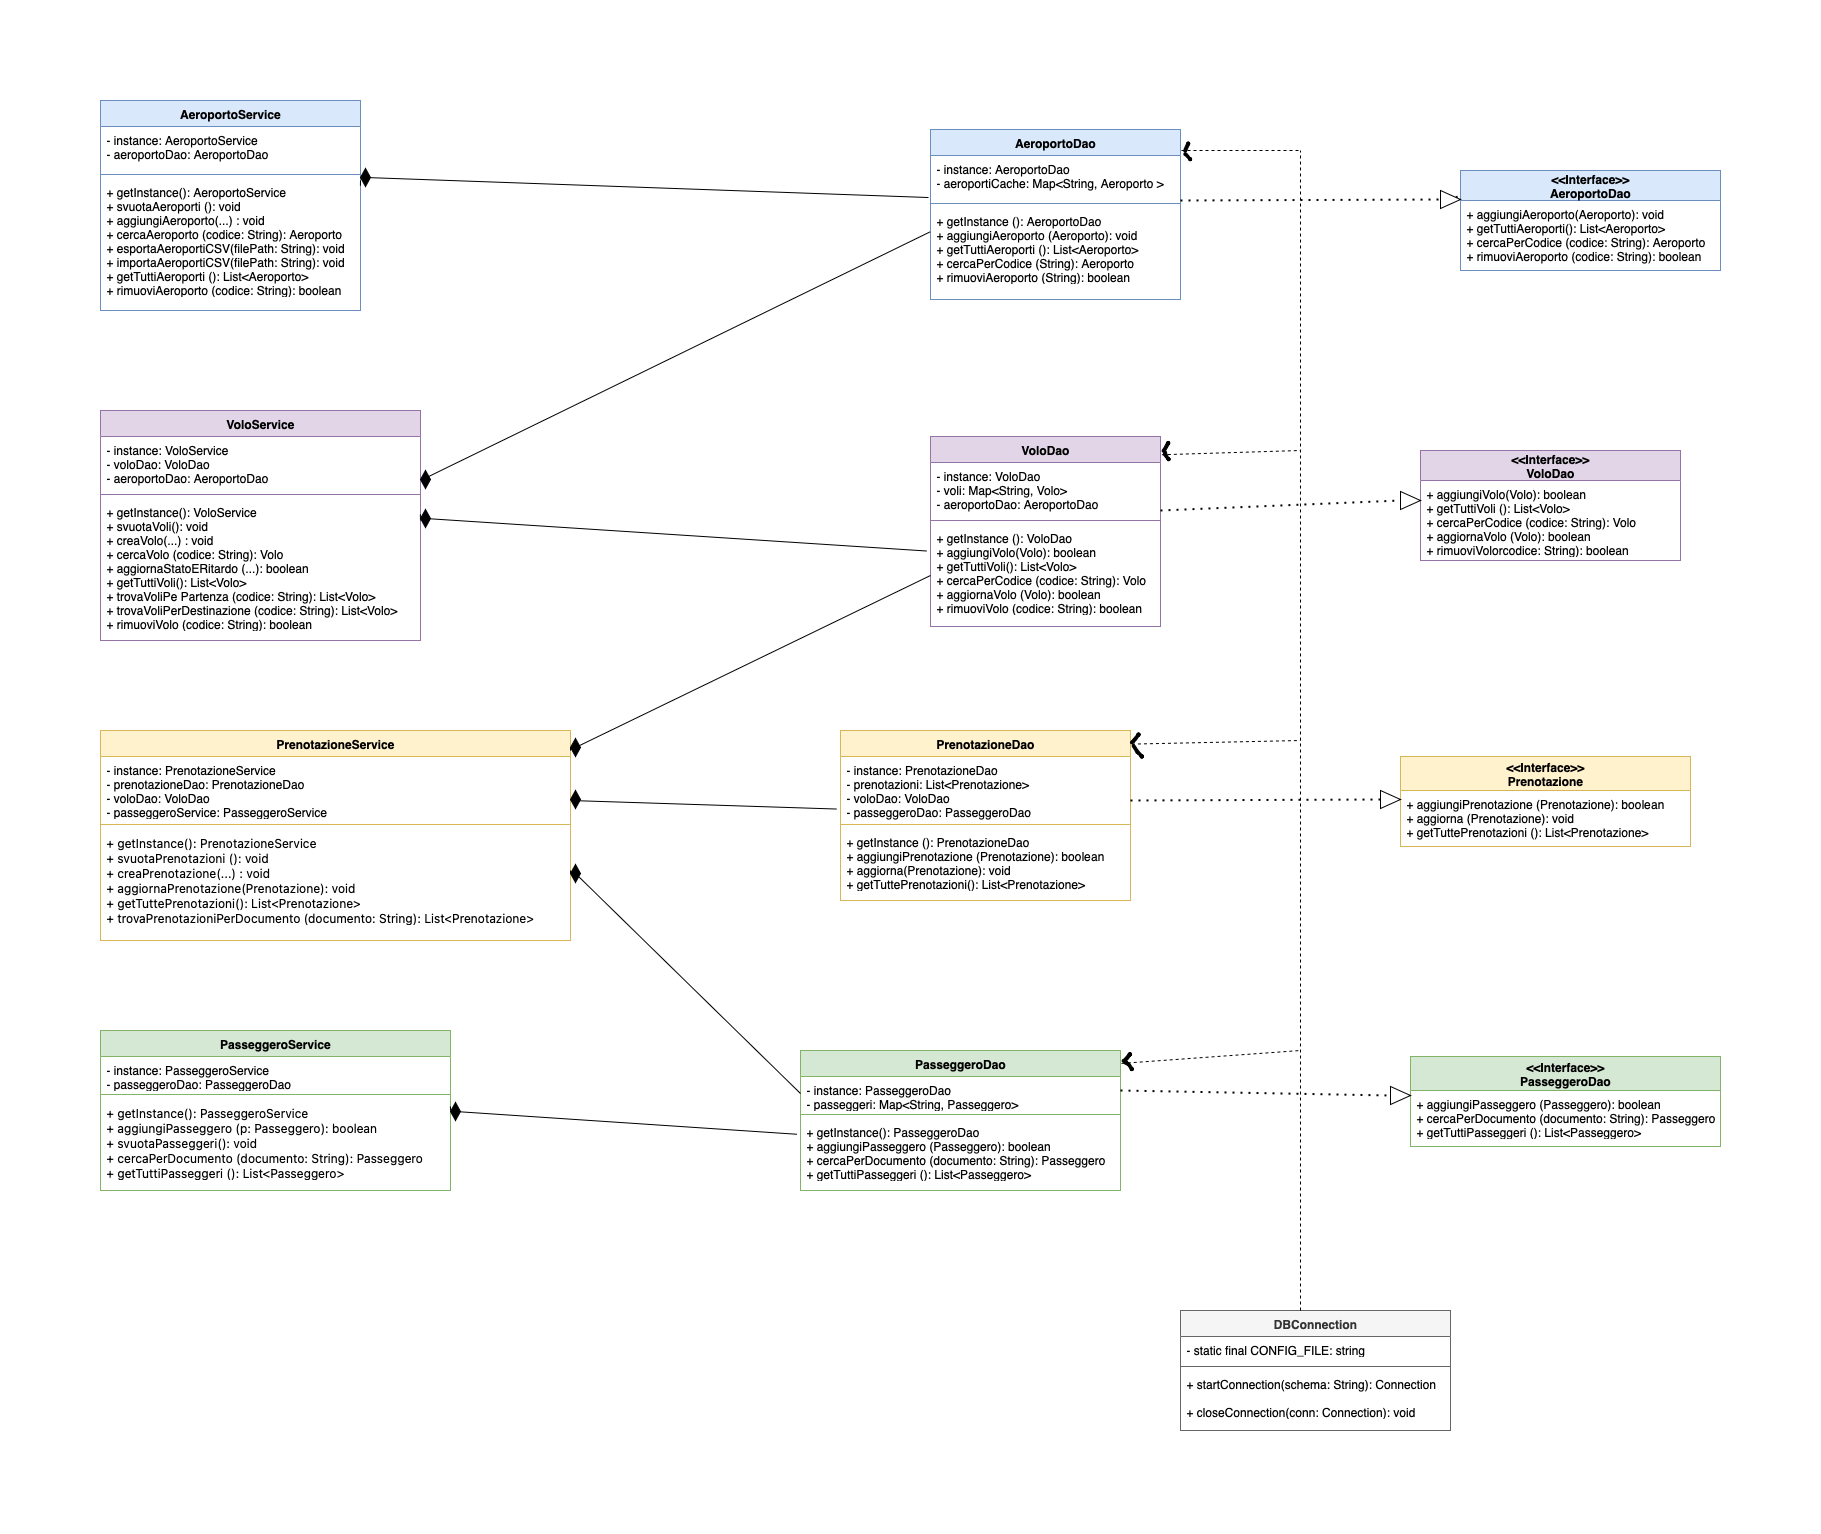 AeroportoService
- instance: AeroportoService
- aeroportoDao: AeroportoDao
+ getInstance(): AeroportoService
+ svuotaAeroporti (): void
+ aggiungiAeroporto(...) : void
+ cercaAeroporto (codice: String): Aeroporto
+ esportaAeroportiCSV(filePath: String): void
+ importaAeroportiCSV(filePath: String): void
+ getTuttiAeroporti (): List<Aeroporto>
+ rimuoviAeroporto (codice: String): boolean
AeroportoDao
- instance: AeroportoDao
- aeroportiCache: Map<String, Aeroporto >
+ getInstance (): AeroportoDao
+ aggiungiAeroporto (Aeroporto): void
+ getTuttiAeroporti (): List<Aeroporto>
+ cercaPerCodice (String): Aeroporto
+ rimuoviAeroporto (String): boolean
<<Interface>>
AeroportoDao
+ aggiungiAeroporto(Aeroporto): void
+ getTuttiAeroporti(): List<Aeroporto>
+ cercaPerCodice (codice: String): Aeroporto
+ rimuoviAeroporto (codice: String): boolean
VoloService
- instance: VoloService
- voloDao: VoloDao
- aeroportoDao: AeroportoDao
+ getInstance(): VoloService
+ svuotaVoli(): void
+ creaVolo(...) : void
+ cercaVolo (codice: String): Volo
+ aggiornaStatoERitardo (...): boolean
+ getTuttiVoli(): List<Volo>
+ trovaVoliPe Partenza (codice: String): List<Volo>
+ trovaVoliPerDestinazione (codice: String): List<Volo>
+ rimuoviVolo (codice: String): boolean
VoloDao
- instance: VoloDao
- voli: Map<String, Volo>
- aeroportoDao: AeroportoDao
+ getInstance (): VoloDao
+ aggiungiVolo(Volo): boolean
+ getTuttiVoli(): List<Volo>
+ cercaPerCodice (codice: String): Volo
+ aggiornaVolo (Volo): boolean
+ rimuoviVolo (codice: String): boolean
<<Interface>>
VoloDao
+ aggiungiVolo(Volo): boolean
+ getTuttiVoli (): List<Volo>
+ cercaPerCodice (codice: String): Volo
+ aggiornaVolo (Volo): boolean
+ rimuoviVolorcodice: String): boolean
PrenotazioneService
- instance: PrenotazioneService
- prenotazioneDao: PrenotazioneDao
- voloDao: VoloDao
- passeggeroService: PasseggeroService
+ getInstance(): PrenotazioneService
+ svuotaPrenotazioni (): void
+ creaPrenotazione(...) : void
+ aggiornaPrenotazione(Prenotazione): void
+ getTuttePrenotazioni(): List<Prenotazione>
+ trovaPrenotazioniPerDocumento (documento: String): List<Prenotazione>
PrenotazioneDao
- instance: PrenotazioneDao
- prenotazioni: List<Prenotazione>
- voloDao: VoloDao
- passeggeroDao: PasseggeroDao
+ getInstance (): PrenotazioneDao
+ aggiungiPrenotazione (Prenotazione): boolean
+ aggiorna(Prenotazione): void
+ getTuttePrenotazioni(): List<Prenotazione>
<<Interface>>
Prenotazione
+ aggiungiPrenotazione (Prenotazione): boolean
+ aggiorna (Prenotazione): void
+ getTuttePrenotazioni (): List<Prenotazione>
PasseggeroService
- instance: PasseggeroService
- passeggeroDao: PasseggeroDao
+ getInstance(): PasseggeroService
+ aggiungiPasseggero (p: Passeggero): boolean
+ svuotaPasseggeri(): void
+ cercaPerDocumento (documento: String): Passeggero
+ getTuttiPasseggeri (): List<Passeggero>
PasseggeroDao
- instance: PasseggeroDao
- passeggeri: Map<String, Passeggero>
+ getInstance(): PasseggeroDao
+ aggiungiPasseggero (Passeggero): boolean
+ cercaPerDocumento (documento: String): Passeggero
+ getTuttiPasseggeri (): List<Passeggero>
<<Interface>>
PasseggeroDao
+ aggiungiPasseggero (Passeggero): boolean
+ cercaPerDocumento (documento: String): Passeggero
+ getTuttiPasseggeri (): List<Passeggero>
DBConnection
- static final CONFIG_FILE: string
+ startConnection(schema: String): Connection
+ closeConnection(conn: Connection): void